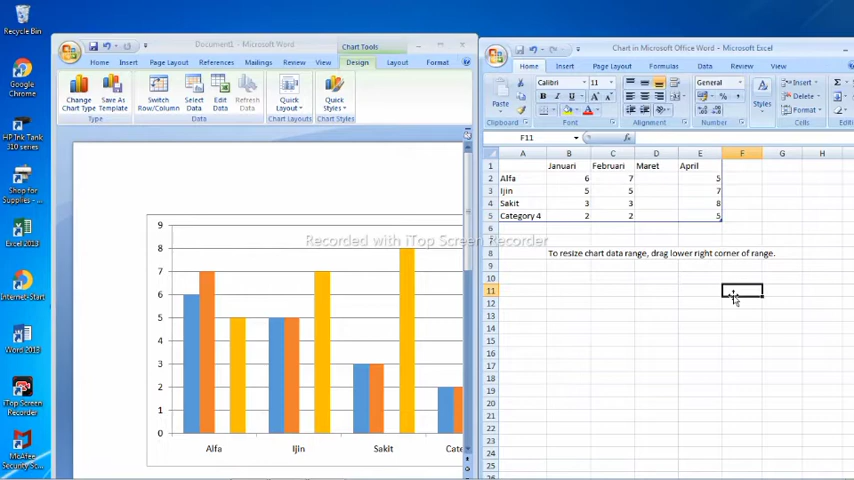 Recycle Bin
Google
Chrome
HP Ink Tank
310 series
Shop for
Supplies - ...
Excel 2013
Internet-Start
Word 2013
iTop Screen
Recorder
McAfee
Security Sc...
Document1 - Microsoft Word
Chart Tools
Home Insert Page Layout References Mailings Review View Design Layout Format
Change Chart Type
Save As Template
Switch Row/Column
Select Data
Edit Data
Refresh Data
Quick Layout
Quick Styles
Type Data Chart Layouts Chart Styles
9
8
7
6
5
4
3
2
1
0
Alfa Ijin Sakit Cate
Recorded with iTop Screen Recorder
Chart in Microsoft Office Word - Microsoft Excel
Home Insert Page Layout Formulas Data Review View
Paste
Calibri 11
B I U
A
General
% ,
Styles
Insert
Delete
Format
Σ
Clipboard Font Alignment Number Cells
F11 fx
A B C D E F G H
1 Januari Februari Maret April
2 Alfa 6 7 5
3 Ijin 5 5 7
4 Sakit 3 3 8
5 Category 4 2 2 5
6
7
8 To resize chart data range, drag lower right corner of range.
9
10
11
12
13
14
15
16
17
18
19
20
21
22
23
24
25
26